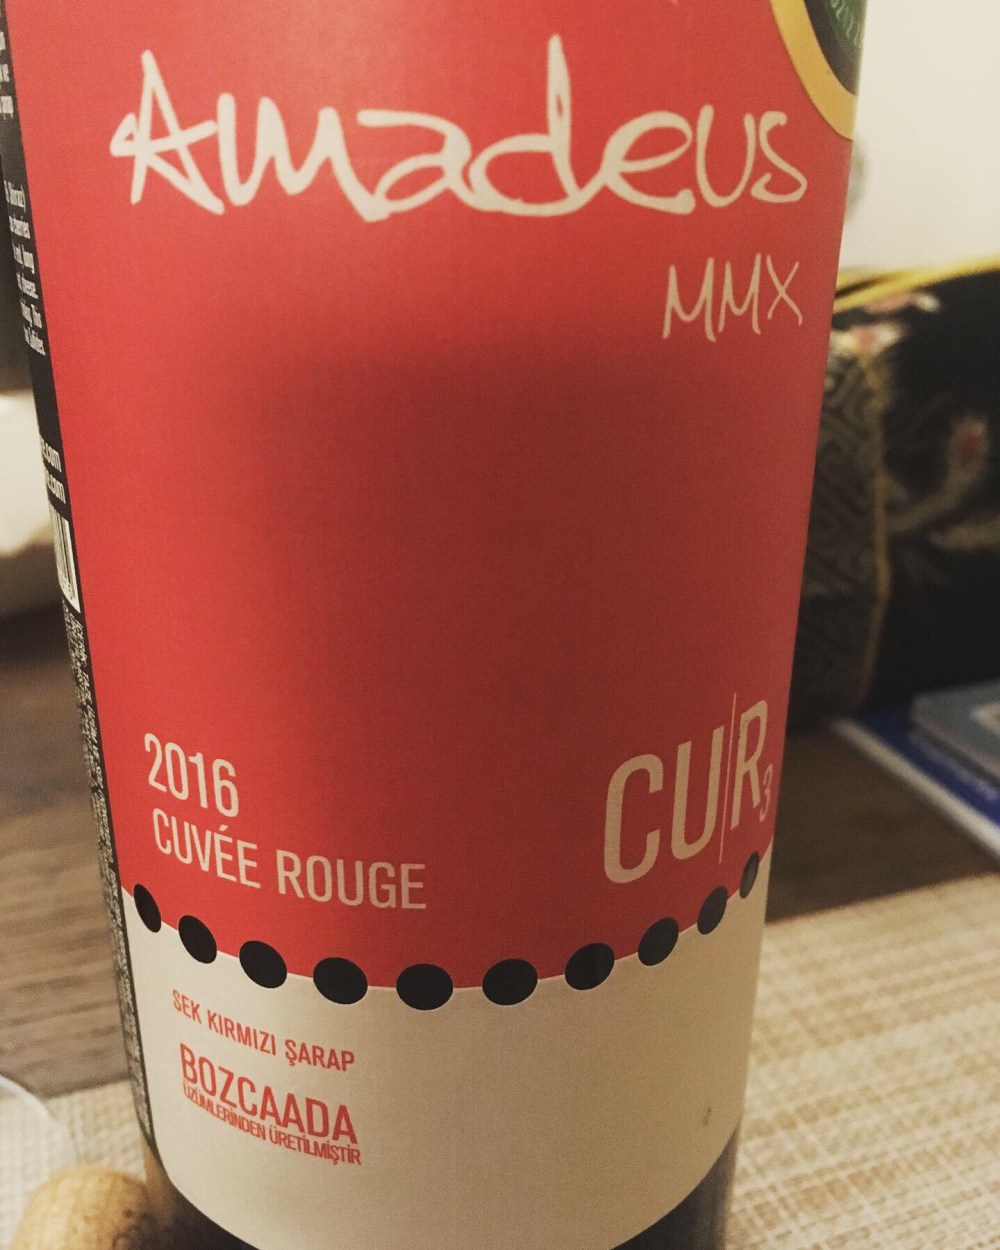 Amadeus
MMX
2016
CUVÉE ROUGE
CU|R3
SEK KIRMIZI ŞARAP
BOZCAADA
ÜZÜMLERİNDEN ÜRETİLMİŞTİR